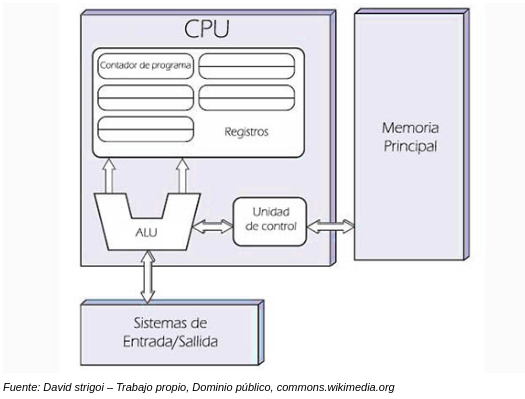 CPU
Contador de programa
Registros
Memoria
Principal
ALU
Unidad
de control
Sistemas de
Entrada/Sallida
Fuente: David strigoi – Trabajo propio, Dominio público, commons.wikimedia.org